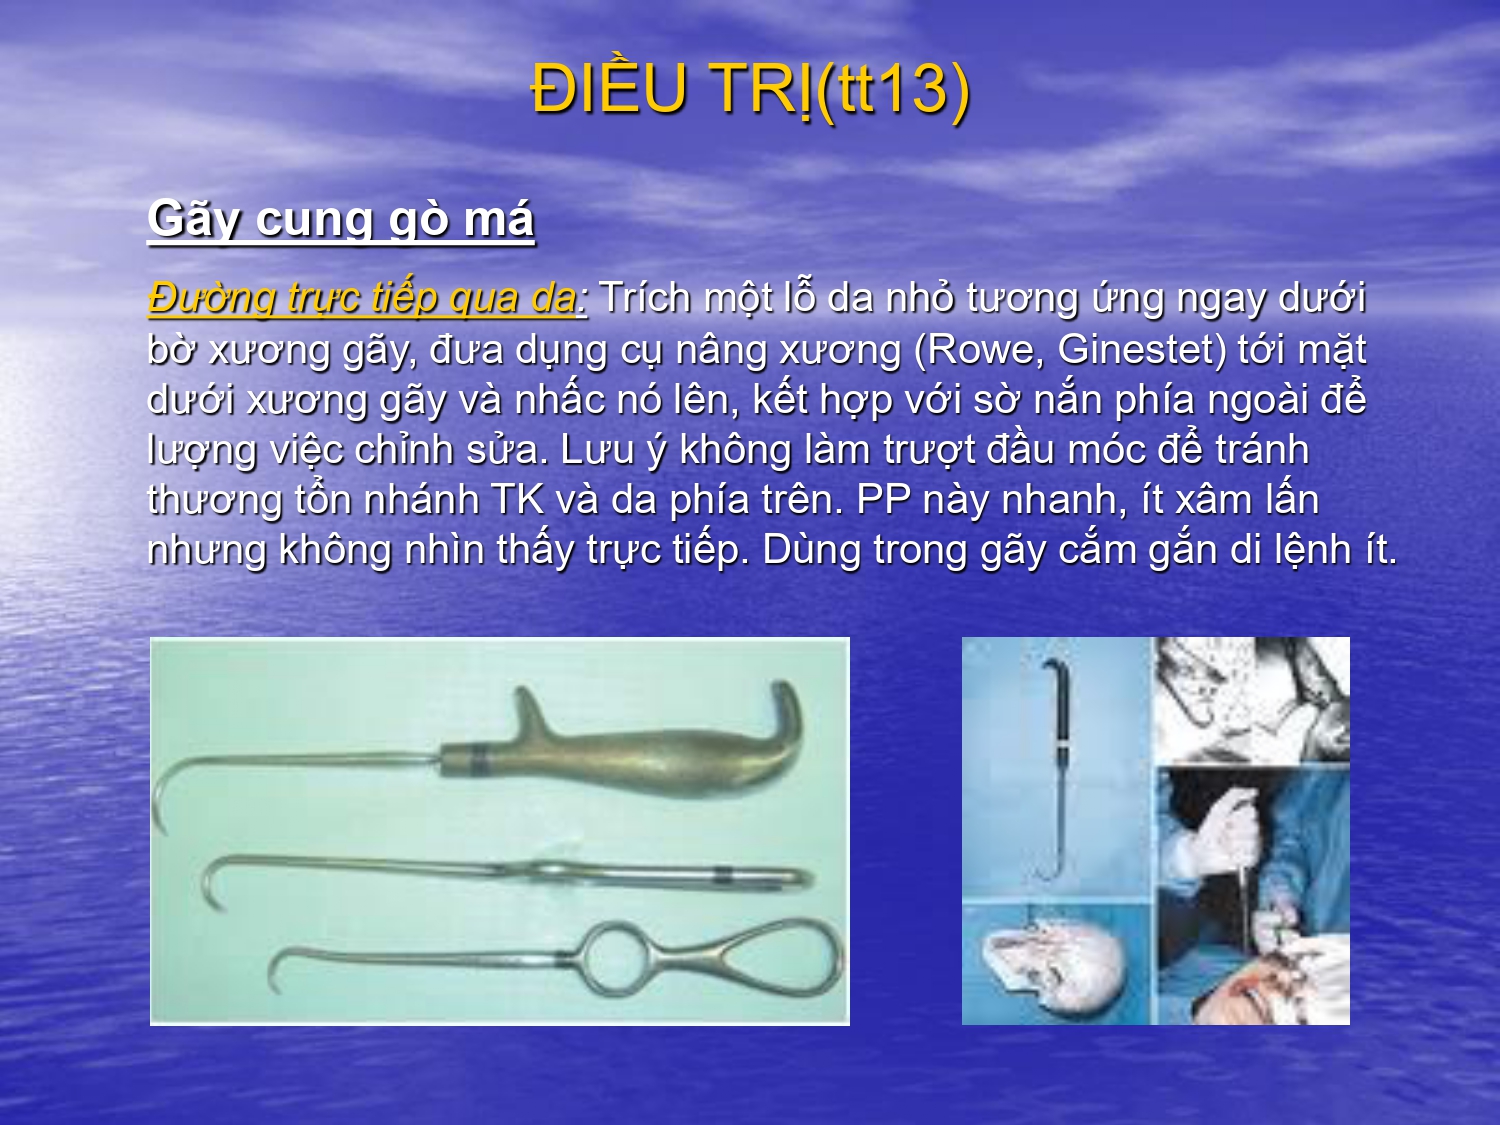 ĐIỀU TRỊ(tt13)
Gãy cung gò má
Đường trực tiếp qua da: Trích một lỗ da nhỏ tương ứng ngay dưới
bờ xương gãy, đưa dụng cụ nâng xương (Rowe, Ginestet) tới mặt
dưới xương gãy và nhấc nó lên, kết hợp với sờ nắn phía ngoài để
lượng việc chỉnh sửa. Lưu ý không làm trượt đầu móc để tránh
thương tổn nhánh TK và da phía trên. PP này nhanh, ít xâm lấn
nhưng không nhìn thấy trực tiếp. Dùng trong gãy cắm gắn di lệnh ít.